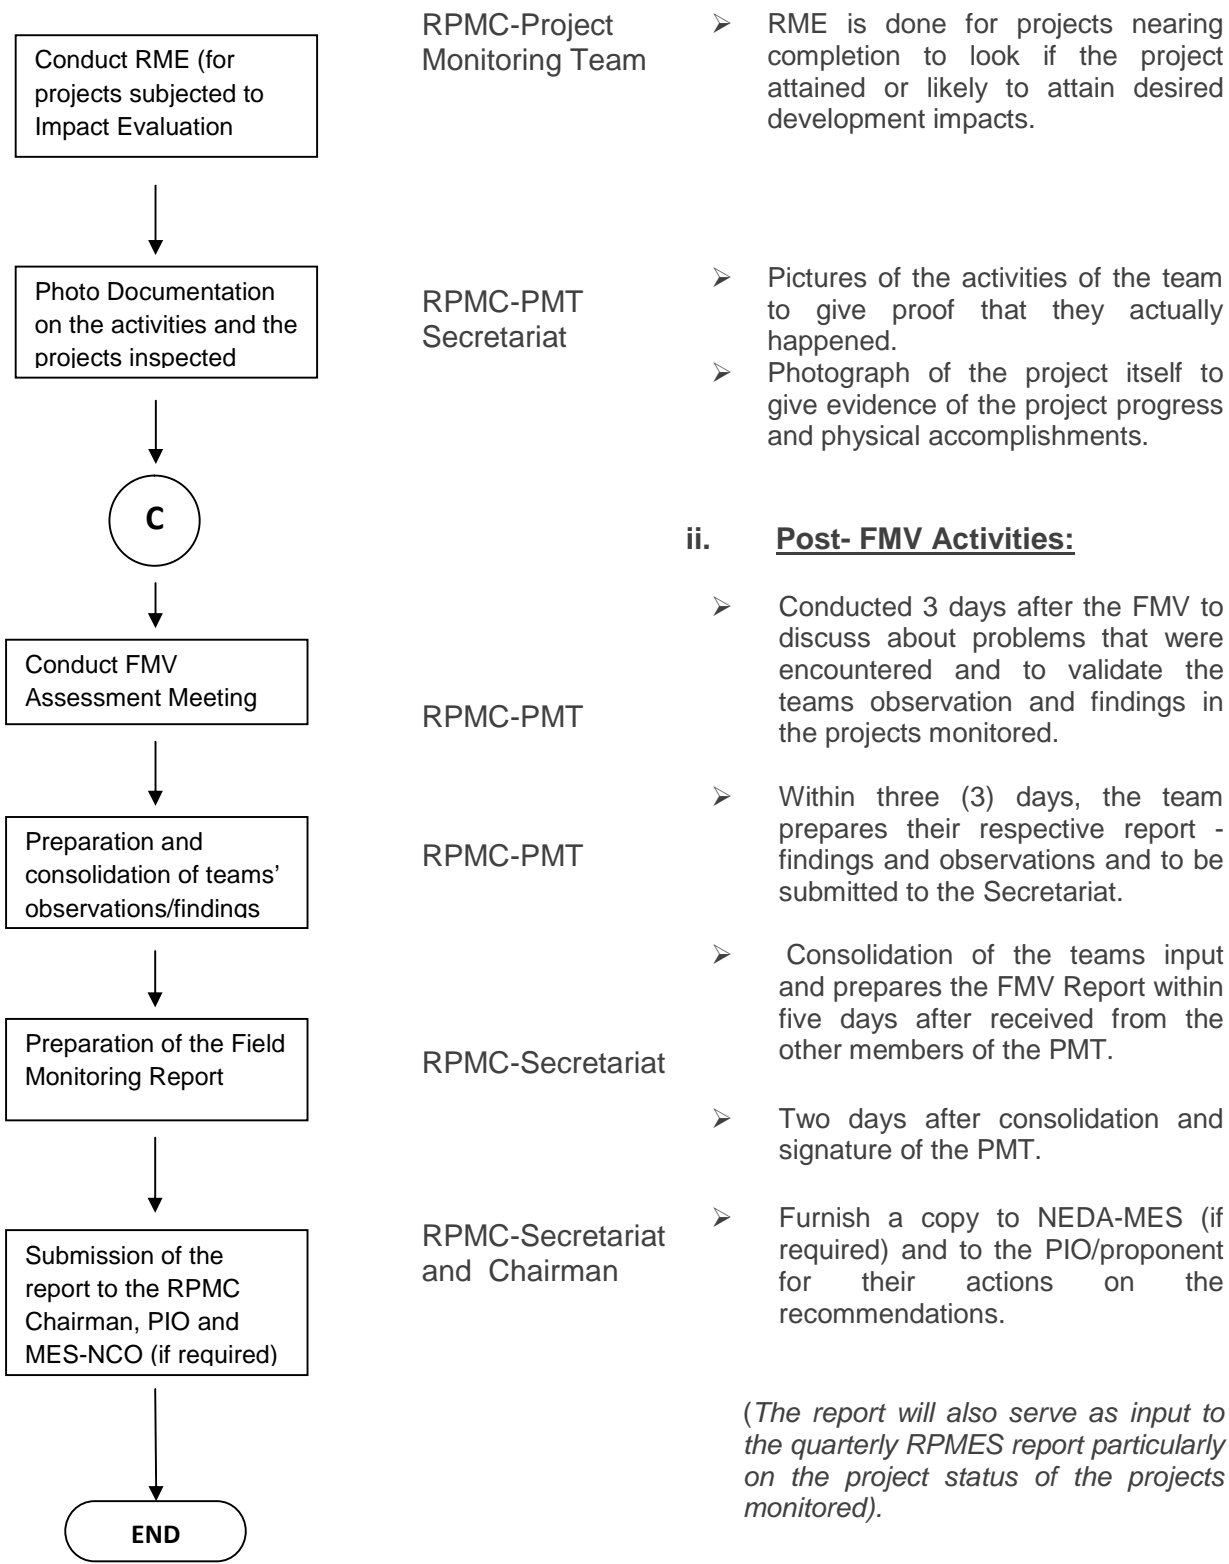 Conduct RME (for
projects subjected to
Impact Evaluation
RPMC-Project
Monitoring Team
➢ RME is done for projects nearing
completion to look if the project
attained or likely to attain desired
development impacts.
Photo Documentation
on the activities and the
projects inspected
RPMC-PMT
Secretariat
➢ Pictures of the activities of the team
to give proof that they actually
happened.
➢ Photograph of the project itself to
give evidence of the project progress
and physical accomplishments.
C
ii. Post- FMV Activities:
Conduct FMV
Assessment Meeting
RPMC-PMT
➢ Conducted 3 days after the FMV to
discuss about problems that were
encountered and to validate the
teams observation and findings in
the projects monitored.
Preparation and
consolidation of teams’
observations/findings
RPMC-PMT
➢ Within three (3) days, the team
prepares their respective report -
findings and observations and to be
submitted to the Secretariat.
Preparation of the Field
Monitoring Report
RPMC-Secretariat
➢ Consolidation of the teams input
and prepares the FMV Report within
five days after received from the
other members of the PMT.
➢ Two days after consolidation and
signature of the PMT.
Submission of the
report to the RPMC
Chairman, PIO and
MES-NCO (if required)
RPMC-Secretariat
and Chairman
➢ Furnish a copy to NEDA-MES (if
required) and to the PIO/proponent
for their actions on the
recommendations.
(The report will also serve as input to
the quarterly RPMES report particularly
on the project status of the projects
monitored).
END